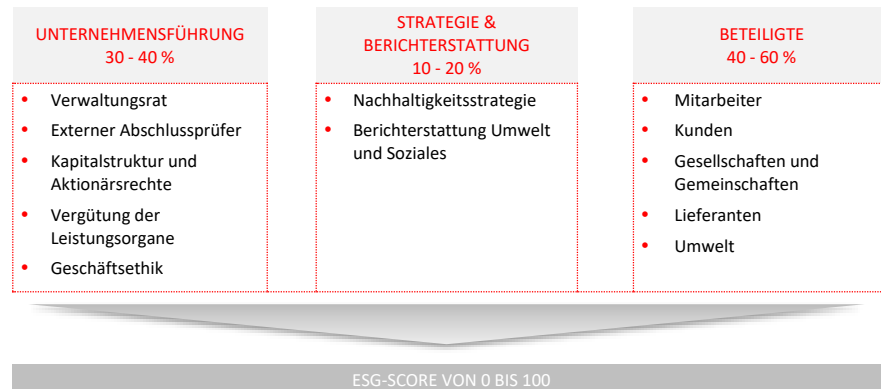 UNTERNEHMENSFÜHRUNG
30 - 40 %
• Verwaltungsrat
• Externer Abschlussprüfer
• Kapitalstruktur und
Aktionärsrechte
• Vergütung der
Leistungsorgane
• Geschäftsethik
STRATEGIE &
BERICHTERSTATTUNG
10 - 20 %
• Nachhaltigkeitsstrategie
• Berichterstattung Umwelt
und Soziales
BETEILIGTE
40 - 60 %
• Mitarbeiter
• Kunden
• Gesellschaften und
Gemeinschaften
• Lieferanten
• Umwelt
ESG-SCORE VON 0 BIS 100